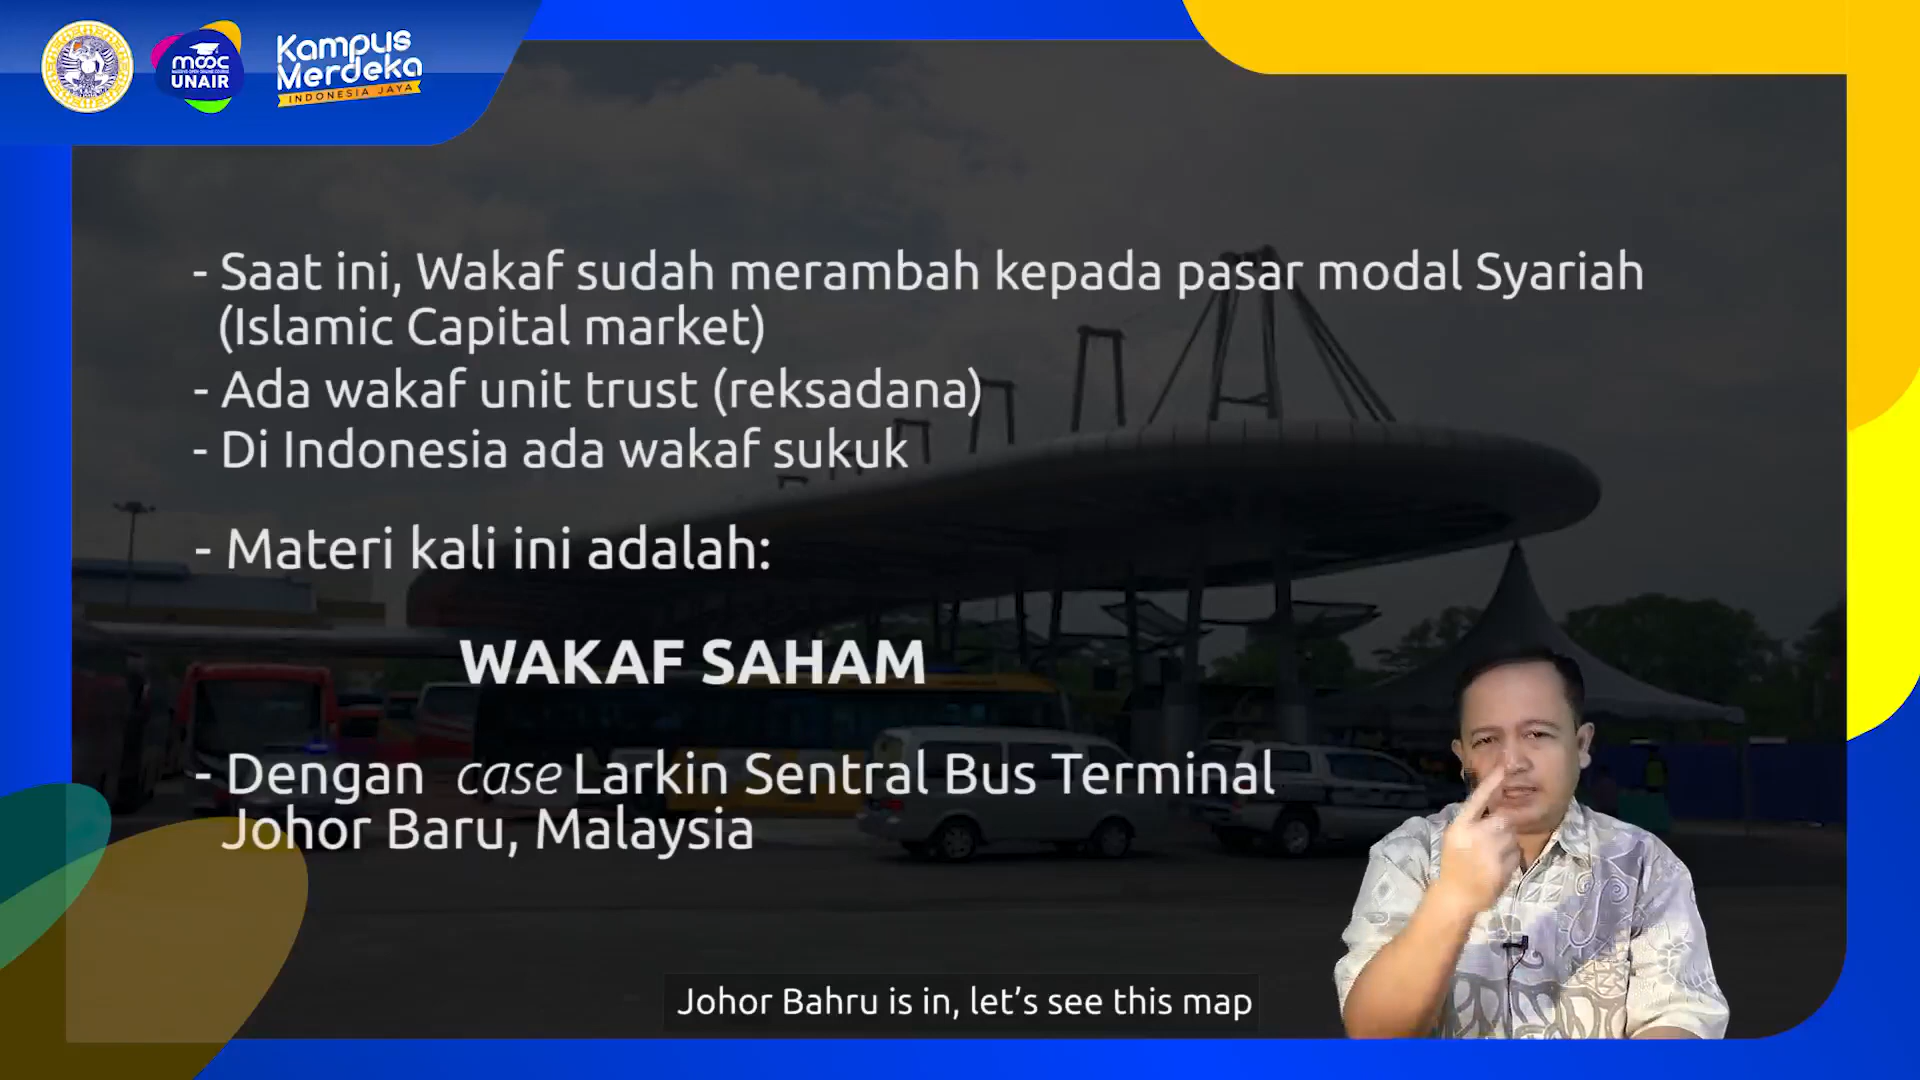 mooc
UNAIR
Kampus
Merdeka
INDONESIA JAYA
- Saat ini, Wakaf sudah merambah kepada pasar modal Syariah
(Islamic Capital market)
- Ada wakaf unit trust (reksadana)
- Di Indonesia ada wakaf sukuk
- Materi kali ini adalah:
WAKAF SAHAM
- Dengan case Larkin Sentral Bus Terminal
Johor Baru, Malaysia
Johor Bahru is in, let’s see this map